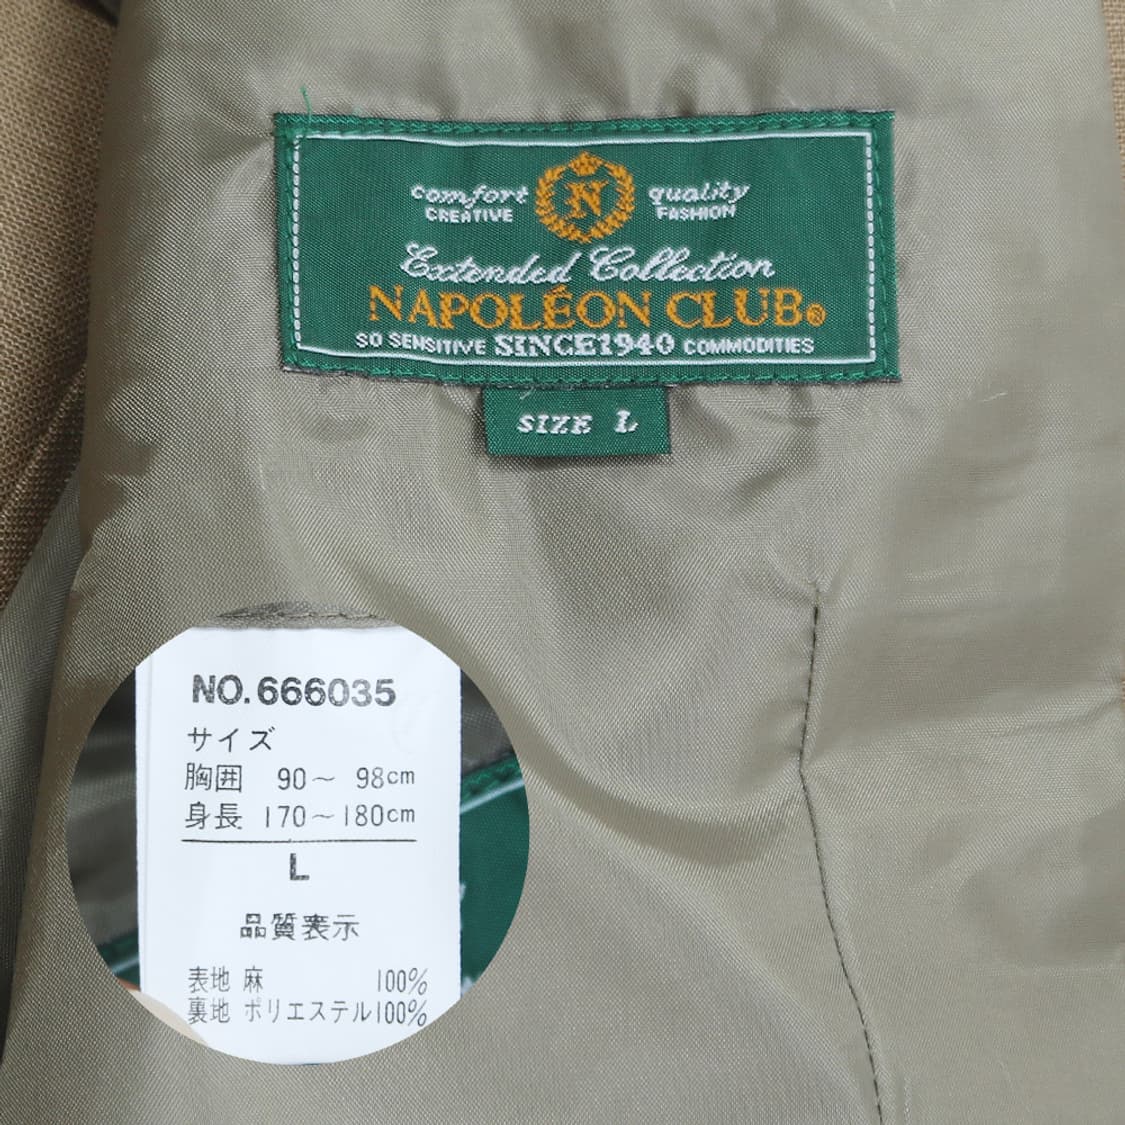 comfort N quality
CREATIVE FASHION
Extended Collection
NAPOLÉON CLUB®
SO SENSITIVE SINCE1940 COMMODITIES
SIZE L
NO.666035
サイズ
胸囲 90～ 98cm
身長 170～180cm
L
品質表示
表地 麻 100%
裏地 ポリエステル100%